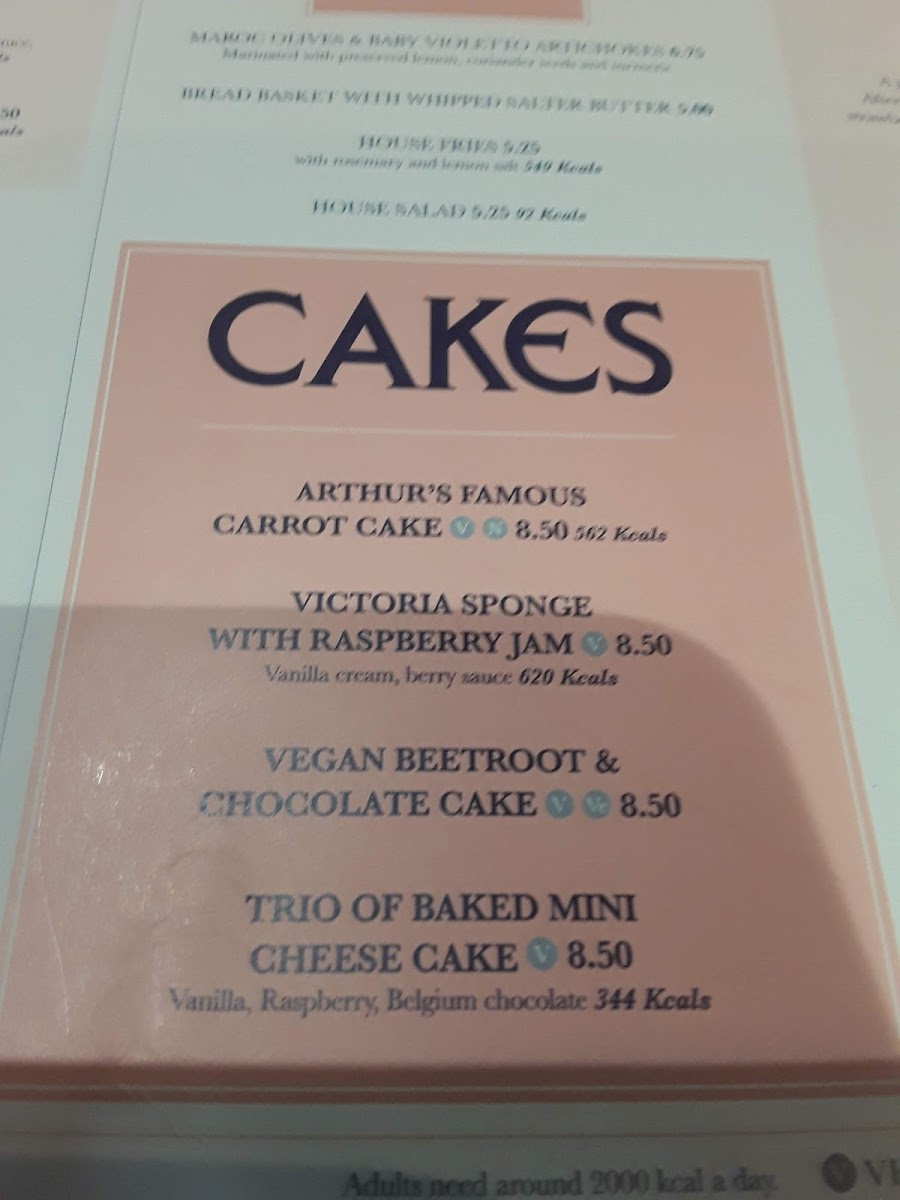 MAROC OLIVES & BABY VIOLETTO ARTICHOKES 6.75
Marinated with preserved lemon, coriander seeds and turmeric
BREAD BASKET WITH WHIPPED SALTER BUTTER 5.00
HOUSE FRIES 5.25
with rosemary and lemon salt 549 Kcals
HOUSE SALAD 5.25 92 Kcals
CAKES
ARTHUR'S FAMOUS
CARROT CAKE V N 8.50 562 Kcals
VICTORIA SPONGE
WITH RASPBERRY JAM V 8.50
Vanilla cream, berry sauce 620 Kcals
VEGAN BEETROOT &
CHOCOLATE CAKE V Ve 8.50
TRIO OF BAKED MINI
CHEESE CAKE V 8.50
Vanilla, Raspberry, Belgium chocolate 344 Kcals
Adults need around 2000 kcal a day. V